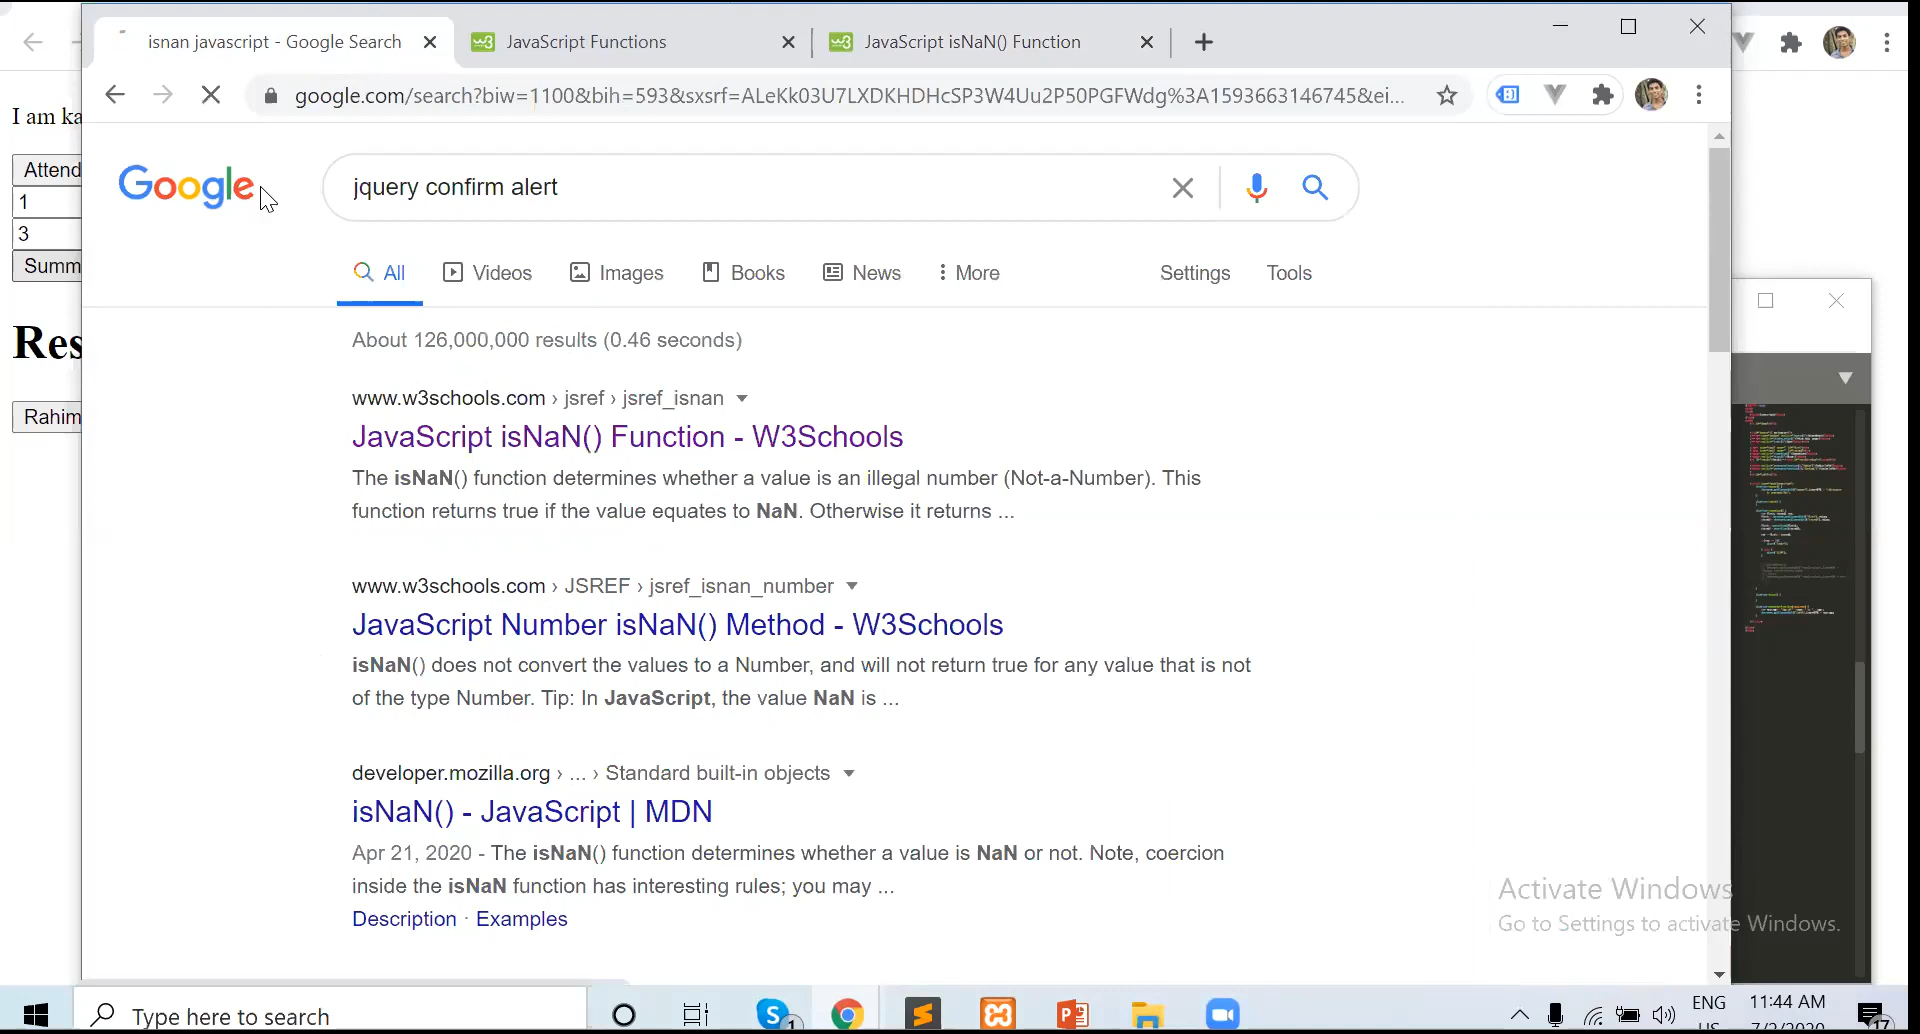 isnan javascript - Google Search
JavaScript Functions
JavaScript isNaN() Function
google.com/search?biw=1100&bih=593&sxsrf=ALeKk03U7LXDKHDHcSP3W4Uu2P50PGFWdg%3A1593663146745&ei...
I am ka
Attend
1
3
Summ
Res
Rahim
Google
jquery confirm alert
All
Videos
Images
Books
News
More
Settings
Tools
About 126,000,000 results (0.46 seconds)
www.w3schools.com › jsref › jsref_isnan
JavaScript isNaN() Function - W3Schools
The isNaN() function determines whether a value is an illegal number (Not-a-Number). This
function returns true if the value equates to NaN. Otherwise it returns ...
www.w3schools.com › JSREF › jsref_isnan_number
JavaScript Number isNaN() Method - W3Schools
isNaN() does not convert the values to a Number, and will not return true for any value that is not
of the type Number. Tip: In JavaScript, the value NaN is ...
developer.mozilla.org › ... › Standard built-in objects
isNaN() - JavaScript | MDN
Apr 21, 2020 - The isNaN() function determines whether a value is NaN or not. Note, coercion
inside the isNaN function has interesting rules; you may ...
Description · Examples
Activate Windows
Go to Settings to activate Windows.
Type here to search
ENG
US
11:44 AM
7/2/2020
17